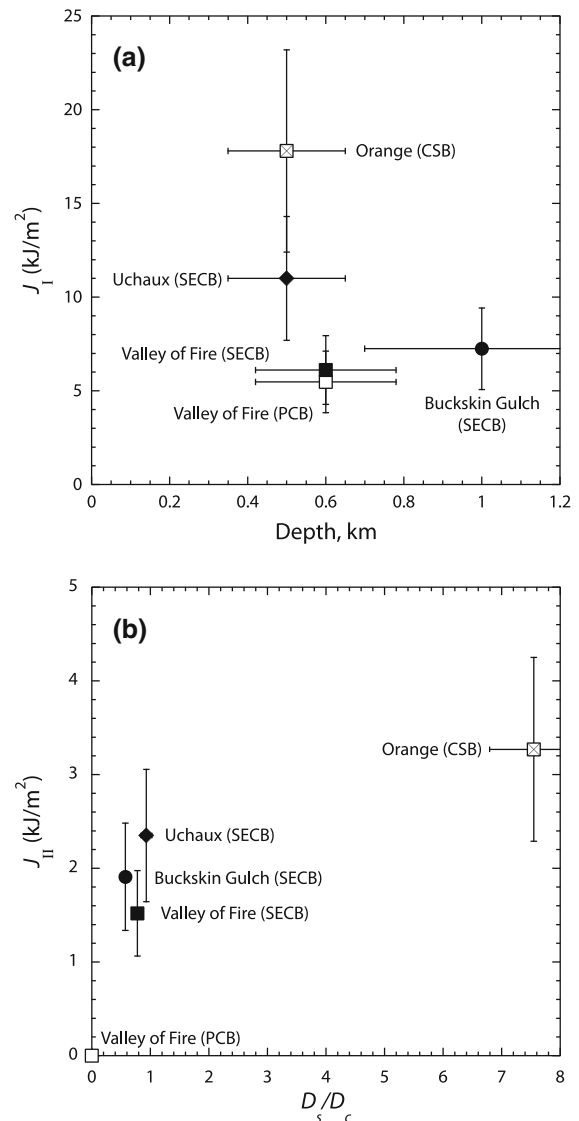 (a)
25
20
15
10
5
0
J_I (kJ/m²)
Orange (CSB)
Uchaux (SECB)
Valley of Fire (SECB)
Valley of Fire (PCB)
Buckskin Gulch
(SECB)
0 0.2 0.4 0.6 0.8 1 1.2
Depth, km
(b)
5
4
3
2
1
0
J_II (kJ/m²)
Orange (CSB)
Uchaux (SECB)
Buckskin Gulch (SECB)
Valley of Fire (SECB)
Valley of Fire (PCB)
0 1 2 3 4 5 6 7 8
D_s/D_c